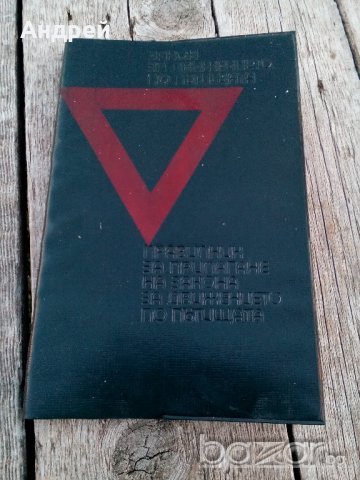 Андрей
ЗАКОН
ЗА ДВИЖЕНИЕТО
ПО ПЪТИЩАТА
ПРАВИЛНИК
ЗА ПРИЛАГАНЕ
НА ЗАКОНА
ЗА ДВИЖЕНИЕТО
ПО ПЪТИЩАТА
bazar.bg